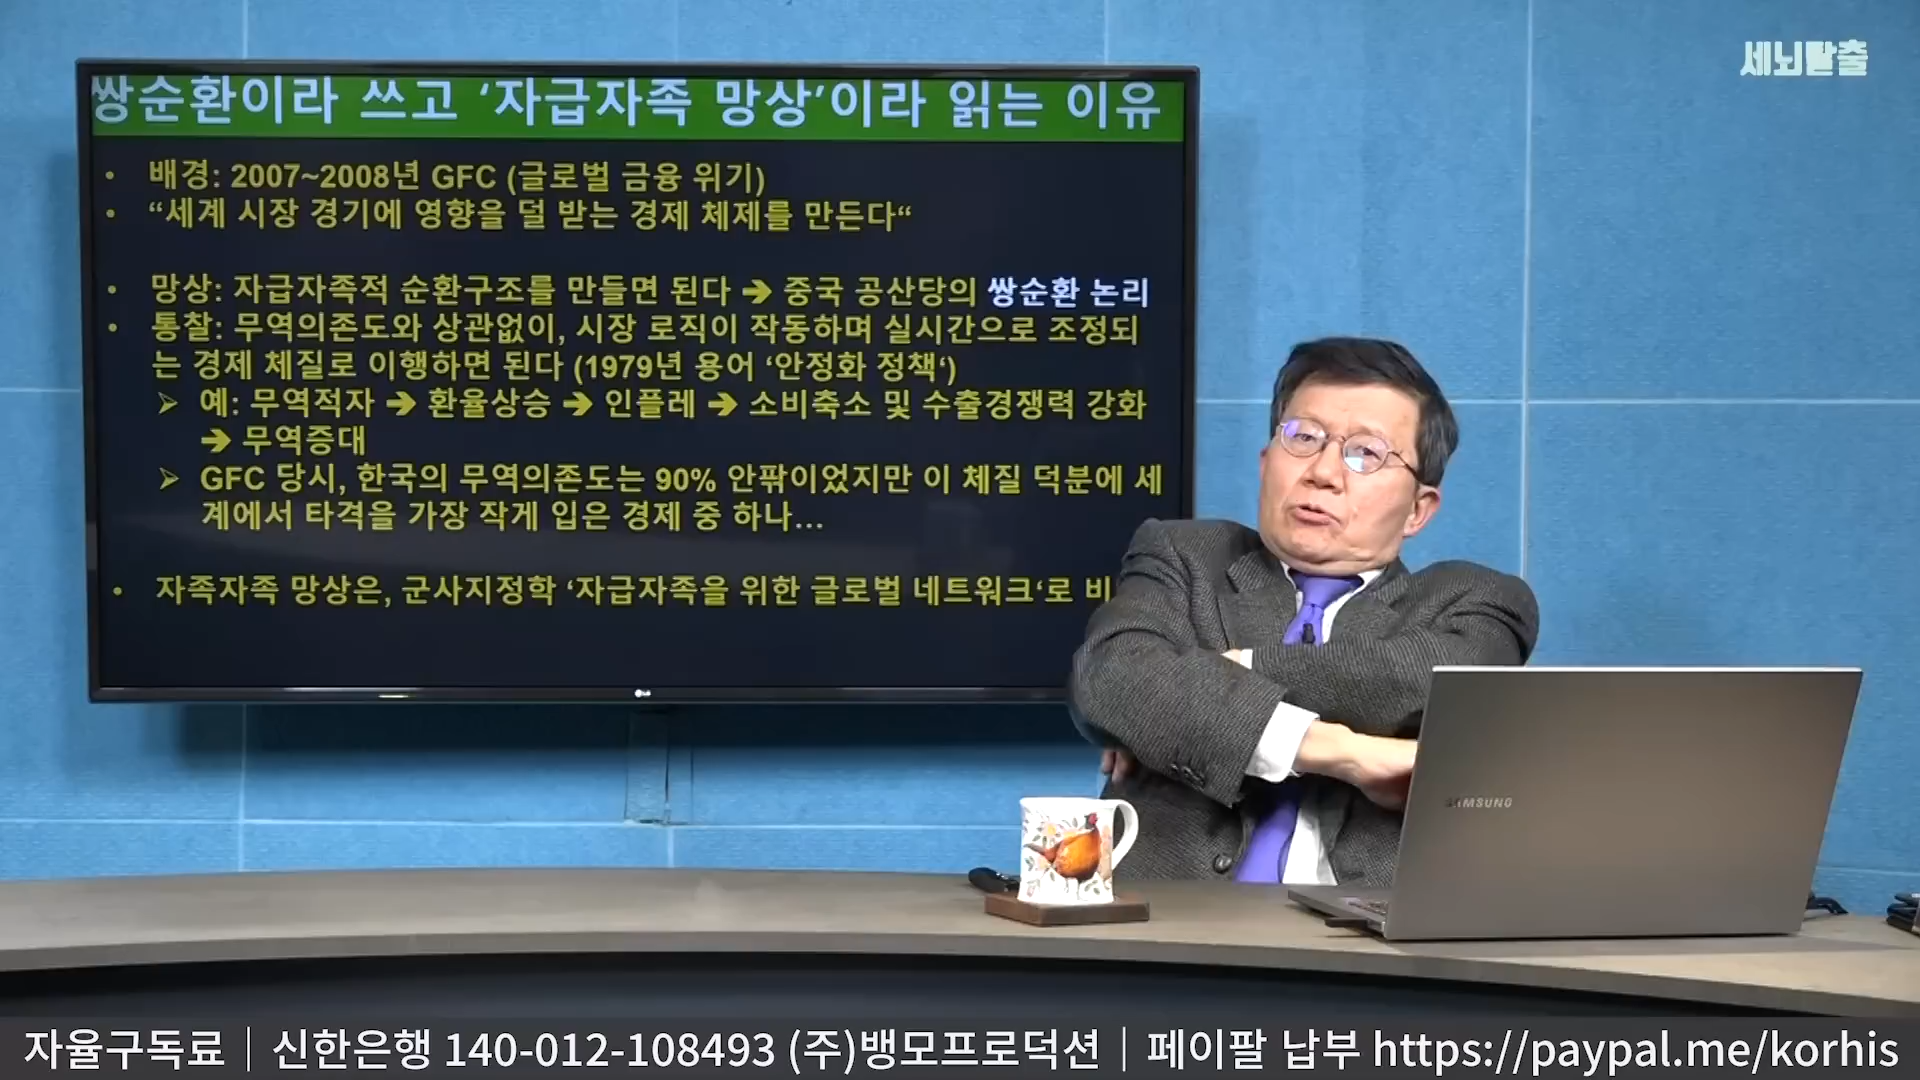 세뇌탈출
쌍순환이라 쓰고 ‘자급자족 망상’이라 읽는 이유
• 배경: 2007~2008년 GFC (글로벌 금융 위기)
• “세계 시장 경기에 영향을 덜 받는 경제 체제를 만든다“
• 망상: 자급자족적 순환구조를 만들면 된다 ➔ 중국 공산당의 쌍순환 논리
• 통찰: 무역의존도와 상관없이, 시장 로직이 작동하며 실시간으로 조정되
는 경제 체질로 이행하면 된다 (1979년 용어 ‘안정화 정책‘)
➢ 예: 무역적자 ➔ 환율상승 ➔ 인플레 ➔ 소비축소 및 수출경쟁력 강화
➔ 무역증대
➢ GFC 당시, 한국의 무역의존도는 90% 안팎이었지만 이 체질 덕분에 세
계에서 타격을 가장 작게 입은 경제 중 하나...
• 자족자족 망상은, 군사지정학 ‘자급자족을 위한 글로벌 네트워크‘로 비
LG
SAMSUNG
자율구독료｜신한은행 140-012-108493 (주)뱅모프로덕션｜페이팔 납부 https://paypal.me/korhis